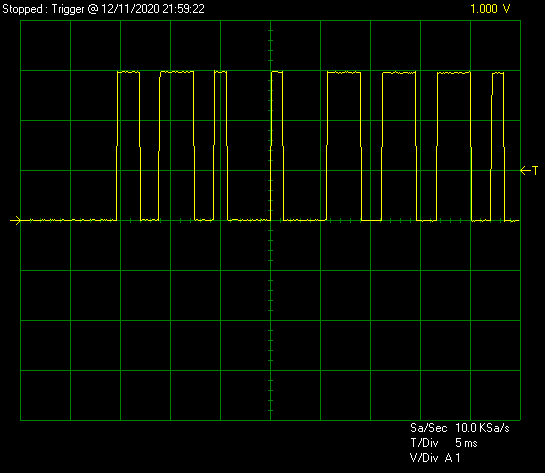 Stopped : Trigger @ 12/11/2020 21:59:22 1.000 V
T
Sa/Sec 10.0 KSa/s
T/Div 5 ms
V/Div A 1